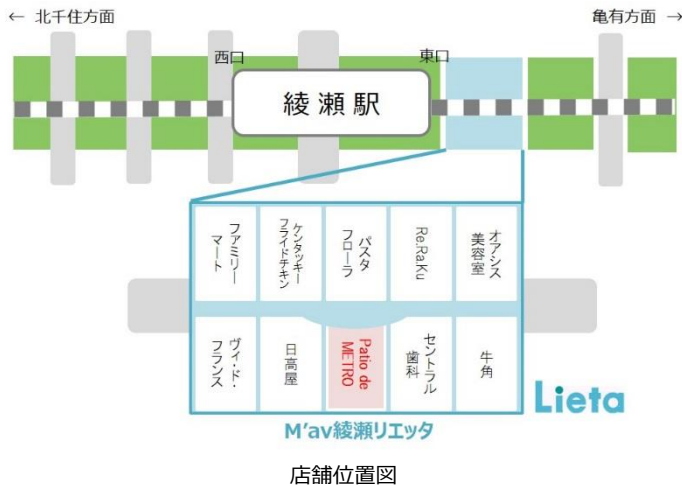 ← 北千住方面
亀有方面 →
西口
東口
綾瀬駅
ファミリー
マート
ケンタッキー
フライドチキン
パスタ
フローラ
Re.Ra.Ku
オアシス
美容室
ヴィ・ド・
フランス
日高屋
Patio de
METRO
セントラル
歯科
牛角
Lieta
M'av綾瀬リエッタ
店舗位置図